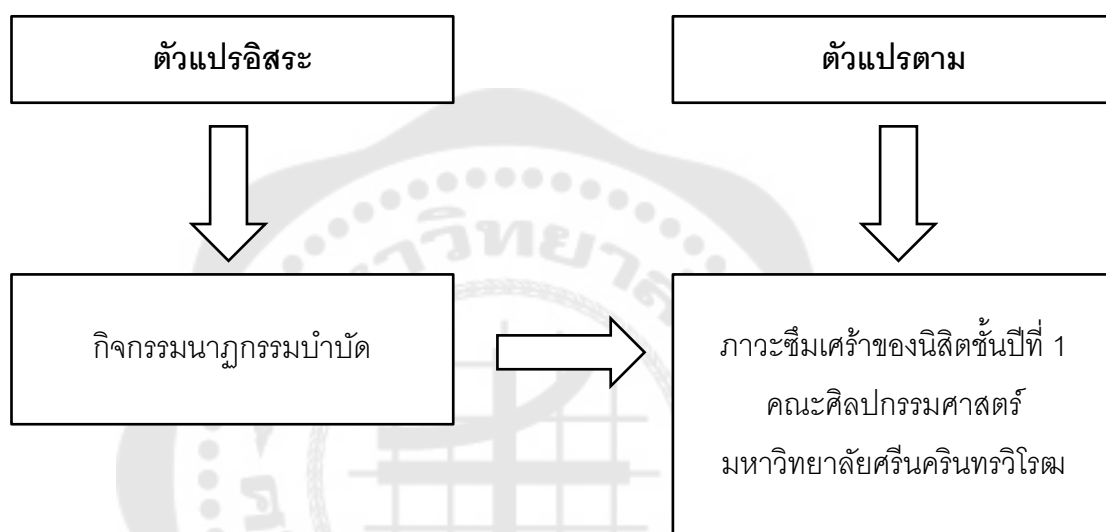 ตัวแปรอิสระ
ตัวแปรตาม
กิจกรรมนาฏกรรมบำบัด
ภาวะซึมเศร้าของนิสิตชั้นปีที่ 1
คณะศิลปกรรมศาสตร์
มหาวิทยาลัยศรีนครินทรวิโรฒ